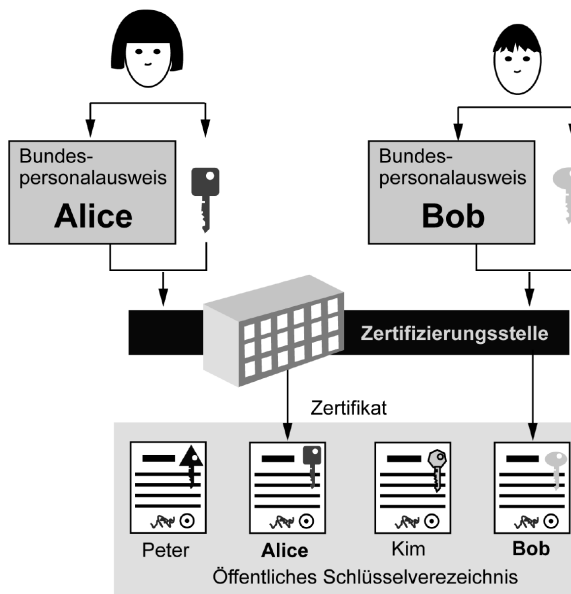 Bundes-
personalausweis
Alice
Bundes-
personalausweis
Bob
Zertifizierungsstelle
Zertifikat
Peter
Alice
Kim
Bob
Öffentliches Schlüsselverezeichnis